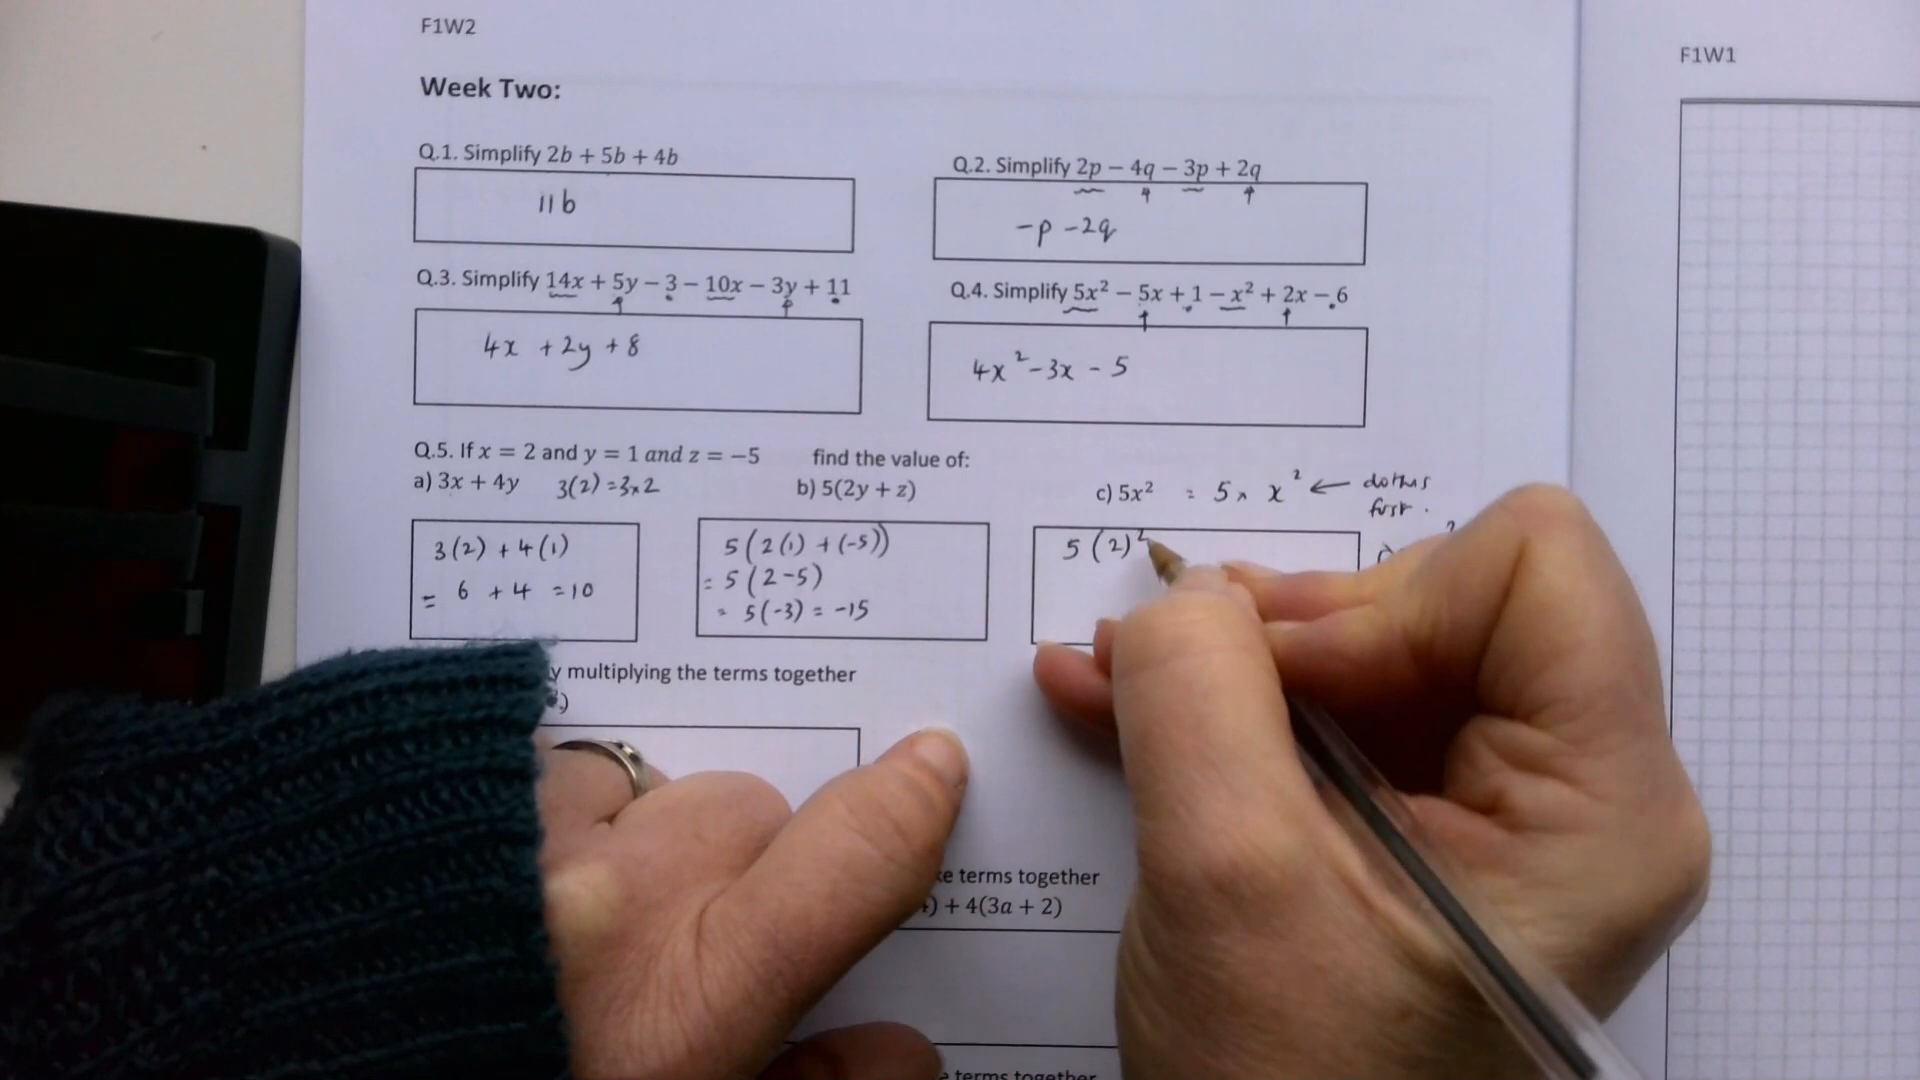 F1W2
F1W1
Week Two:
Q.1. Simplify 2b + 5b + 4b
11b
Q.2. Simplify 2p − 4q − 3p + 2q
-p -2q
Q.3. Simplify 14x + 5y − 3 − 10x − 3y + 11
4x +2y +8
Q.4. Simplify 5x² − 5x + 1 − x² + 2x − 6
4x² -3x - 5
Q.5. If x = 2 and y = 1 and z = −5 find the value of:
a) 3x + 4y 3(2) = 3x2
3(2) + 4(1)
= 6 + 4 = 10
b) 5(2y + z)
5(2(1) + (-5))
= 5(2-5)
= 5(-3) = -15
c) 5x² = 5 x x² ← do this
first.
5(2)²
y multiplying the terms together
terms together
) + 4(3a + 2)
terms together